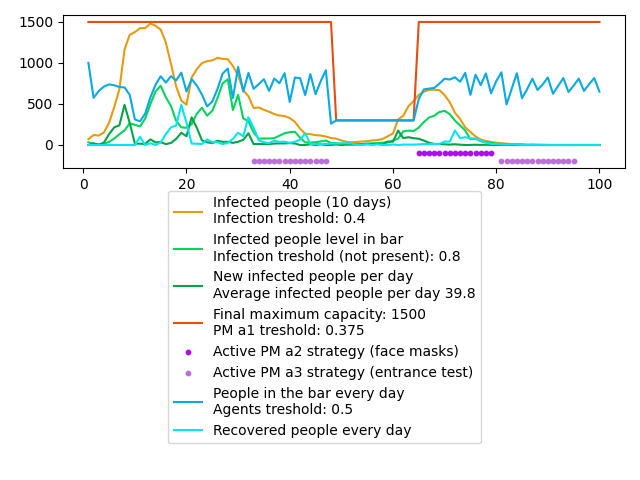 1500
1000
500
0
0
20
40
60
80
100
Infected people (10 days)
Infection treshold: 0.4
Infected people level in bar
Infection treshold (not present): 0.8
New infected people per day
Average infected people per day 39.8
Final maximum capacity: 1500
PM a1 treshold: 0.375
Active PM a2 strategy (face masks)
Active PM a3 strategy (entrance test)
People in the bar every day
Agents treshold: 0.5
Recovered people every day